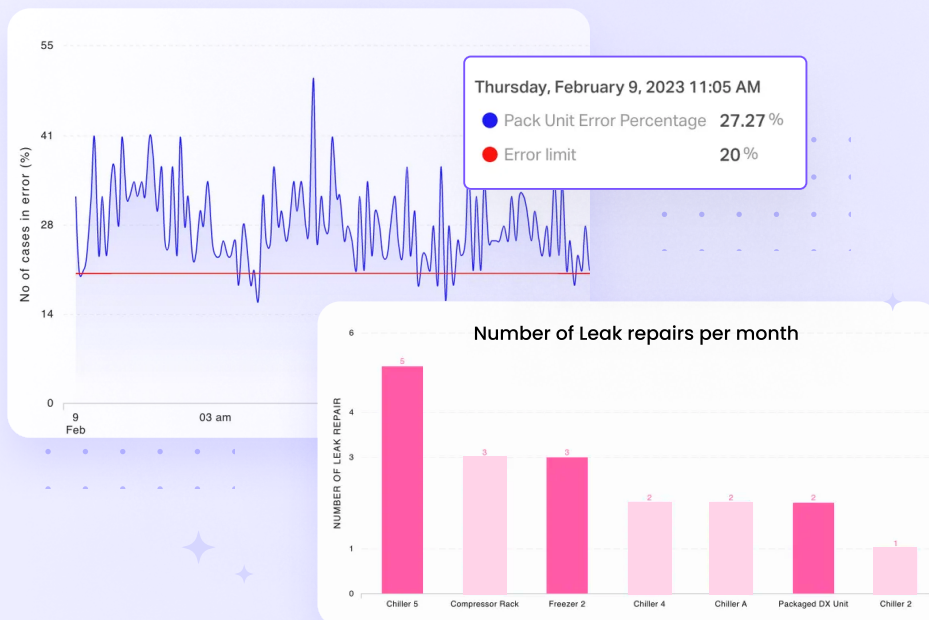 55
41
28
14
0
No of cases in error (%)
9
Feb
03 am
Thursday, February 9, 2023 11:05 AM
Pack Unit Error Percentage 27.27 %
Error limit 20 %
Number of Leak repairs per month
NUMBER OF LEAK REPAIR
6
4
3
1
0
5
3
3
2
2
2
1
Chiller 5
Compressor Rack
Freezer 2
Chiller 4
Chiller A
Packaged DX Unit
Chiller 2